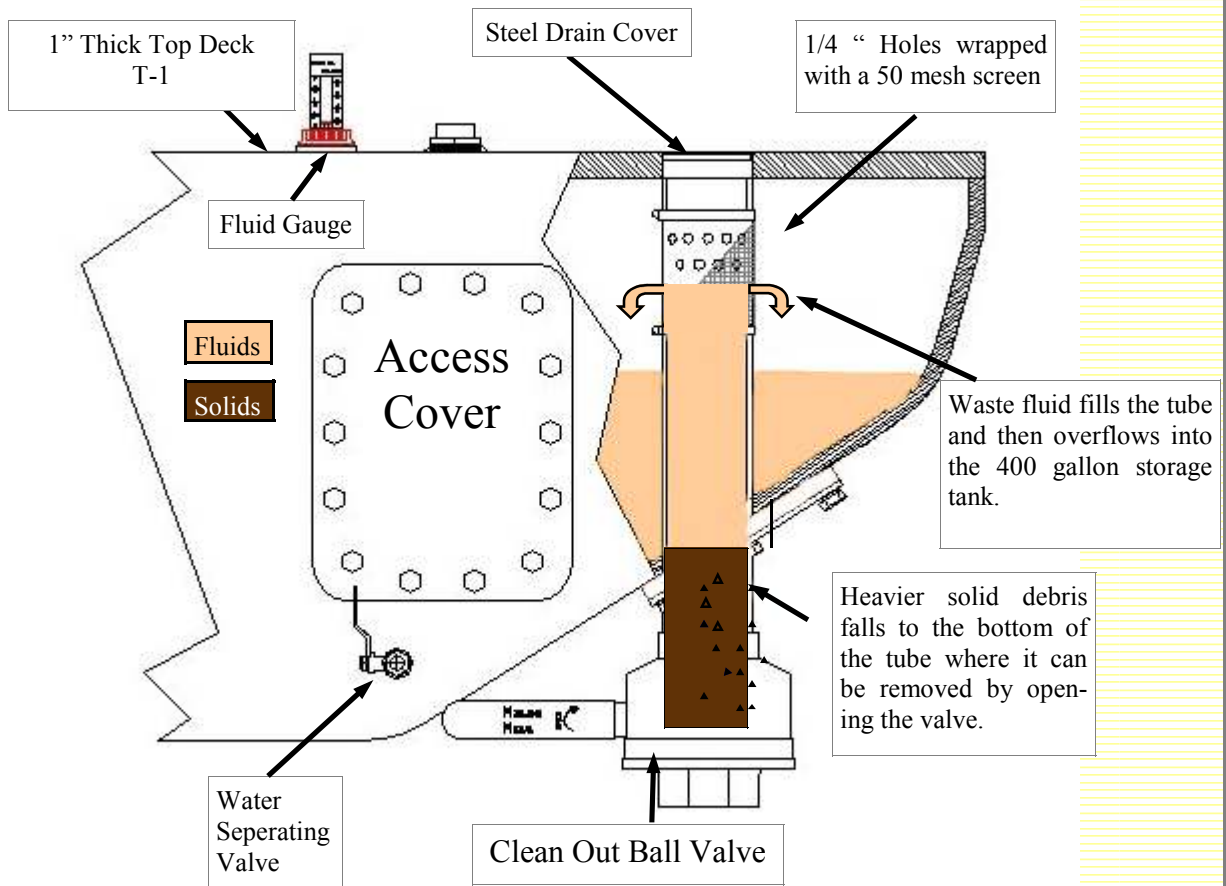 1” Thick Top Deck
T-1
Steel Drain Cover
1/4 “ Holes wrapped
with a 50 mesh screen
Fluid Gauge
Fluids
Solids
Access
Cover
Waste fluid fills the tube
and then overflows into
the 400 gallon storage
tank.
Heavier solid debris
falls to the bottom of
the tube where it can
be removed by open-
ing the valve.
Water
Seperating
Valve
Clean Out Ball Valve